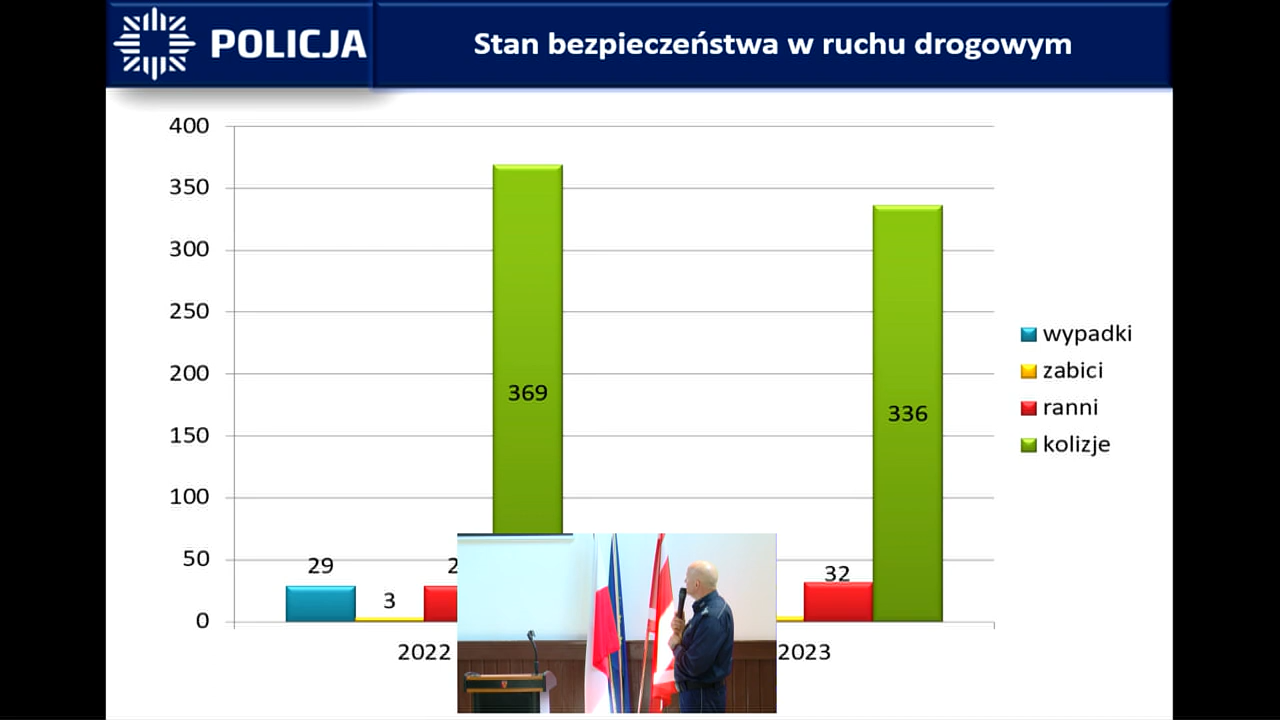 POLICJA
Stan bezpieczeństwa w ruchu drogowym
400
350
300
250
200
150
100
50
0
369
336
29
3
2
32
2022
2023
wypadki
zabici
ranni
kolizje